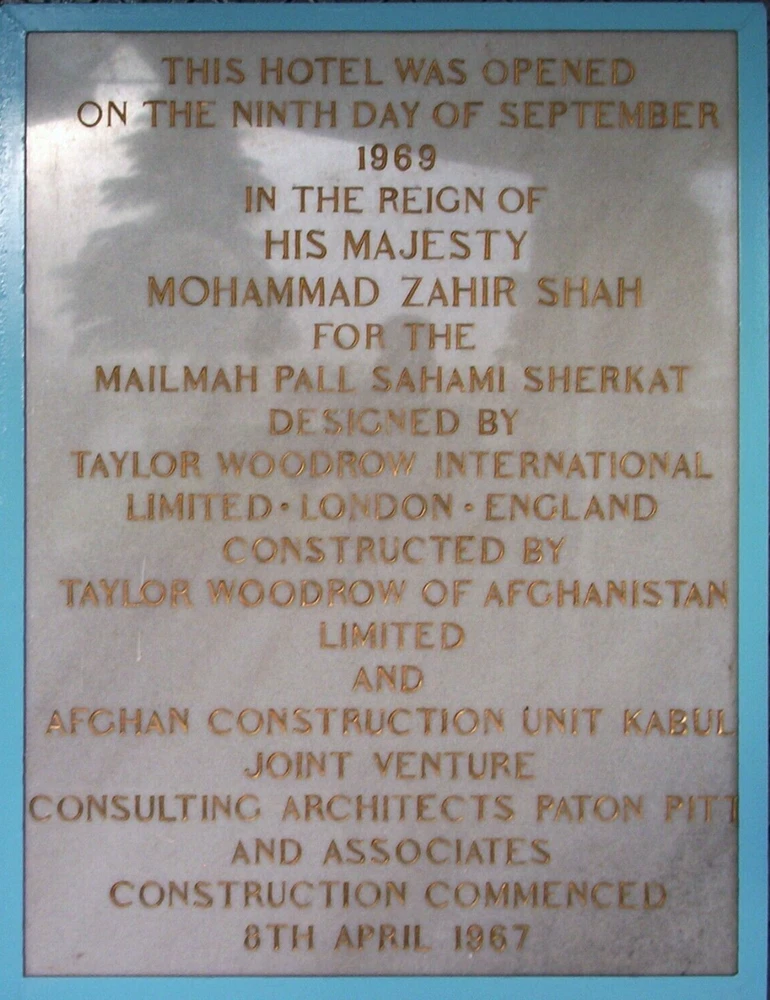 THIS HOTEL WAS OPENED
ON THE NINTH DAY OF SEPTEMBER
1969
IN THE REIGN OF
HIS MAJESTY
MOHAMMAD ZAHIR SHAH
FOR THE
MAILMAH PALL SAHAMI SHERKAT
DESIGNED BY
TAYLOR WOODROW INTERNATIONAL
LIMITED • LONDON • ENGLAND
CONSTRUCTED BY
TAYLOR WOODROW OF AFGHANISTAN
LIMITED
AND
AFGHAN CONSTRUCTION UNIT KABUL
JOINT VENTURE
CONSULTING ARCHITECTS PATON PITT
AND ASSOCIATES
CONSTRUCTION COMMENCED
8TH APRIL 1967